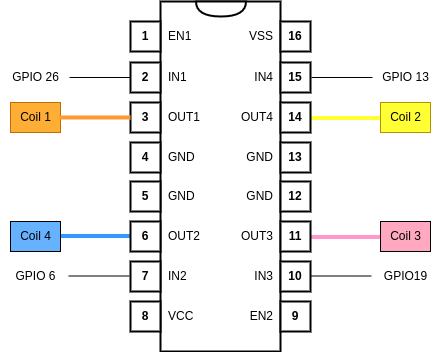 1 EN1 VSS 16
GPIO 26 2 IN1 IN4 15 GPIO 13
Coil 1 3 OUT1 OUT4 14 Coil 2
4 GND GND 13
5 GND GND 12
Coil 4 6 OUT2 OUT3 11 Coil 3
GPIO 6 7 IN2 IN3 10 GPIO19
8 VCC EN2 9